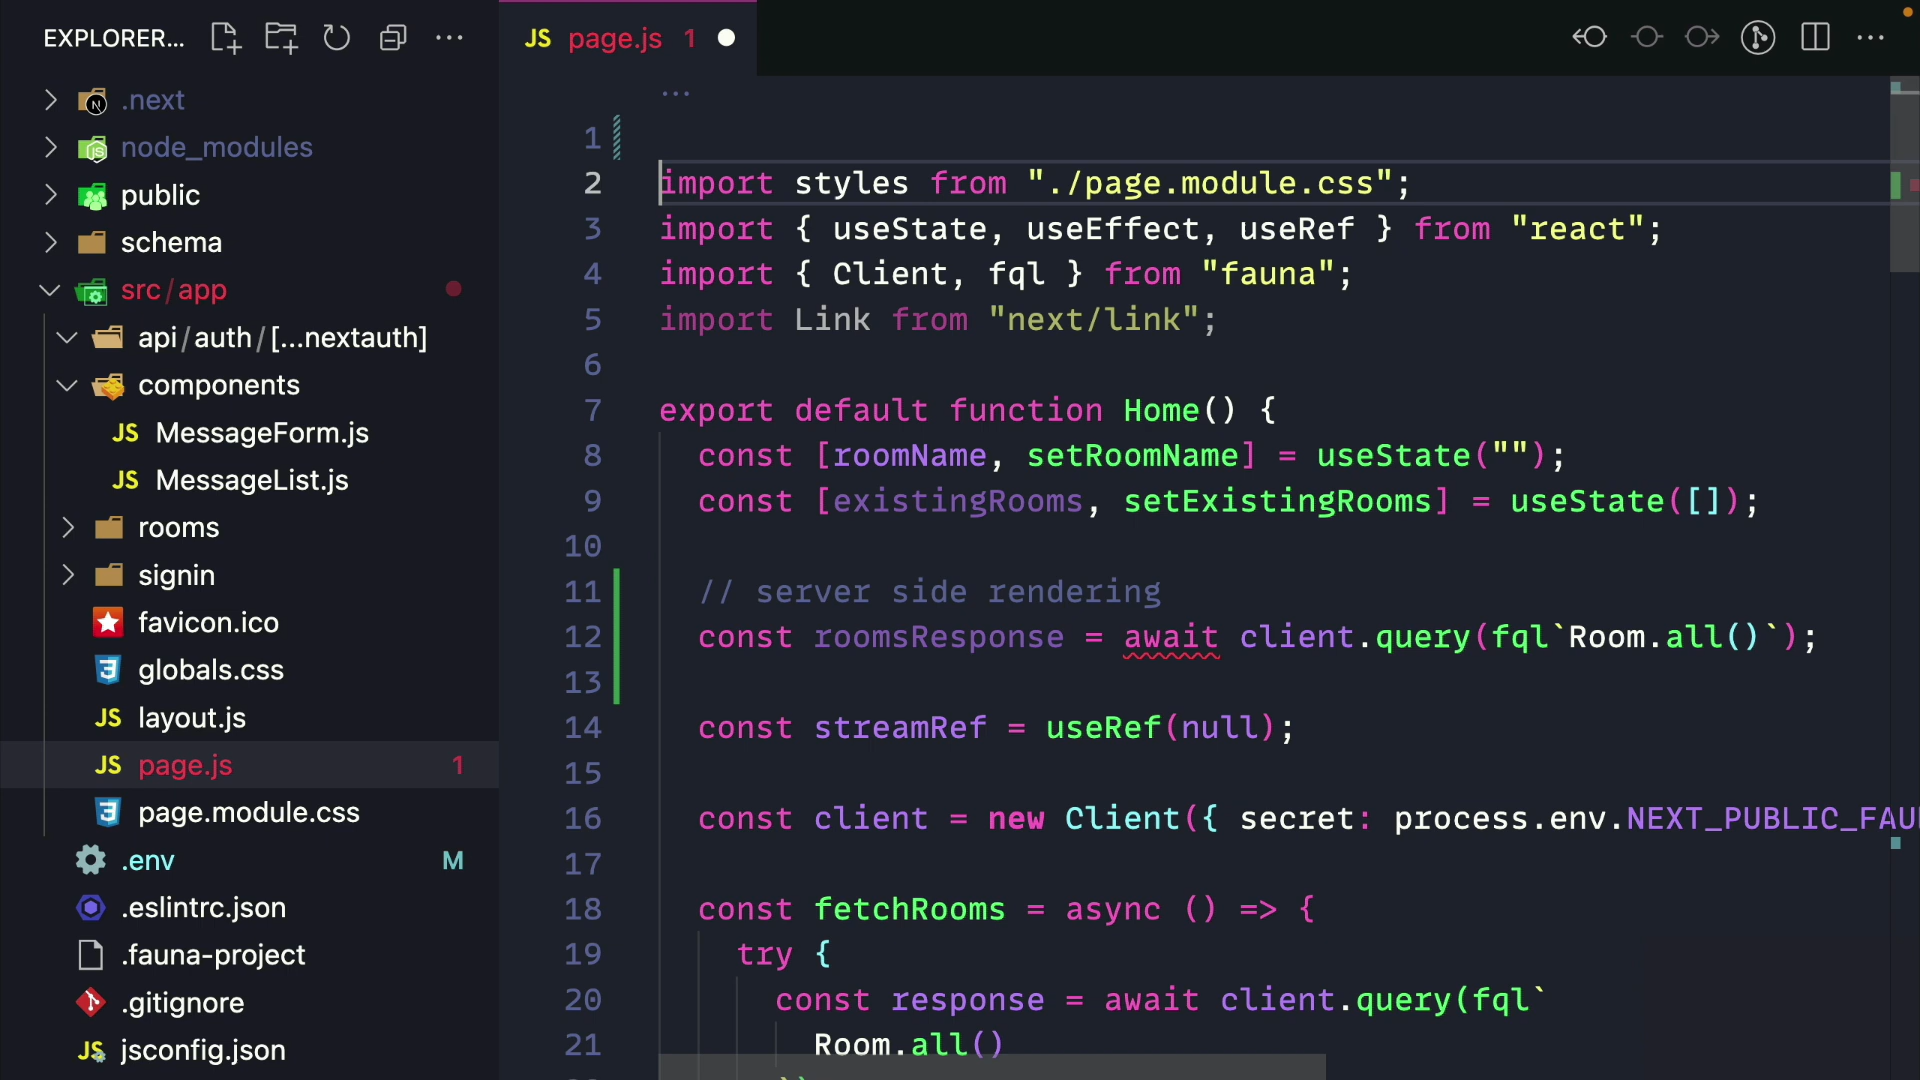 EXPLORER...
.next
node_modules
public
schema
src/app
api/auth/[...nextauth]
components
JS MessageForm.js
JS MessageList.js
rooms
signin
favicon.ico
globals.css
JS layout.js
JS page.js 1
page.module.css
.env M
.eslintrc.json
.fauna-project
.gitignore
JS jsconfig.json
JS page.js 1
...
1
2 import styles from "./page.module.css";
3 import { useState, useEffect, useRef } from "react";
4 import { Client, fql } from "fauna";
5 import Link from "next/link";
6
7 export default function Home() {
8 const [roomName, setRoomName] = useState("");
9 const [existingRooms, setExistingRooms] = useState([]);
10
11 // server side rendering
12 const roomsResponse = await client.query(fql`Room.all()`);
13
14 const streamRef = useRef(null);
15
16 const client = new Client({ secret: process.env.NEXT_PUBLIC_FAU
17
18 const fetchRooms = async () => {
19 try {
20 const response = await client.query(fql`
21 Room.all()